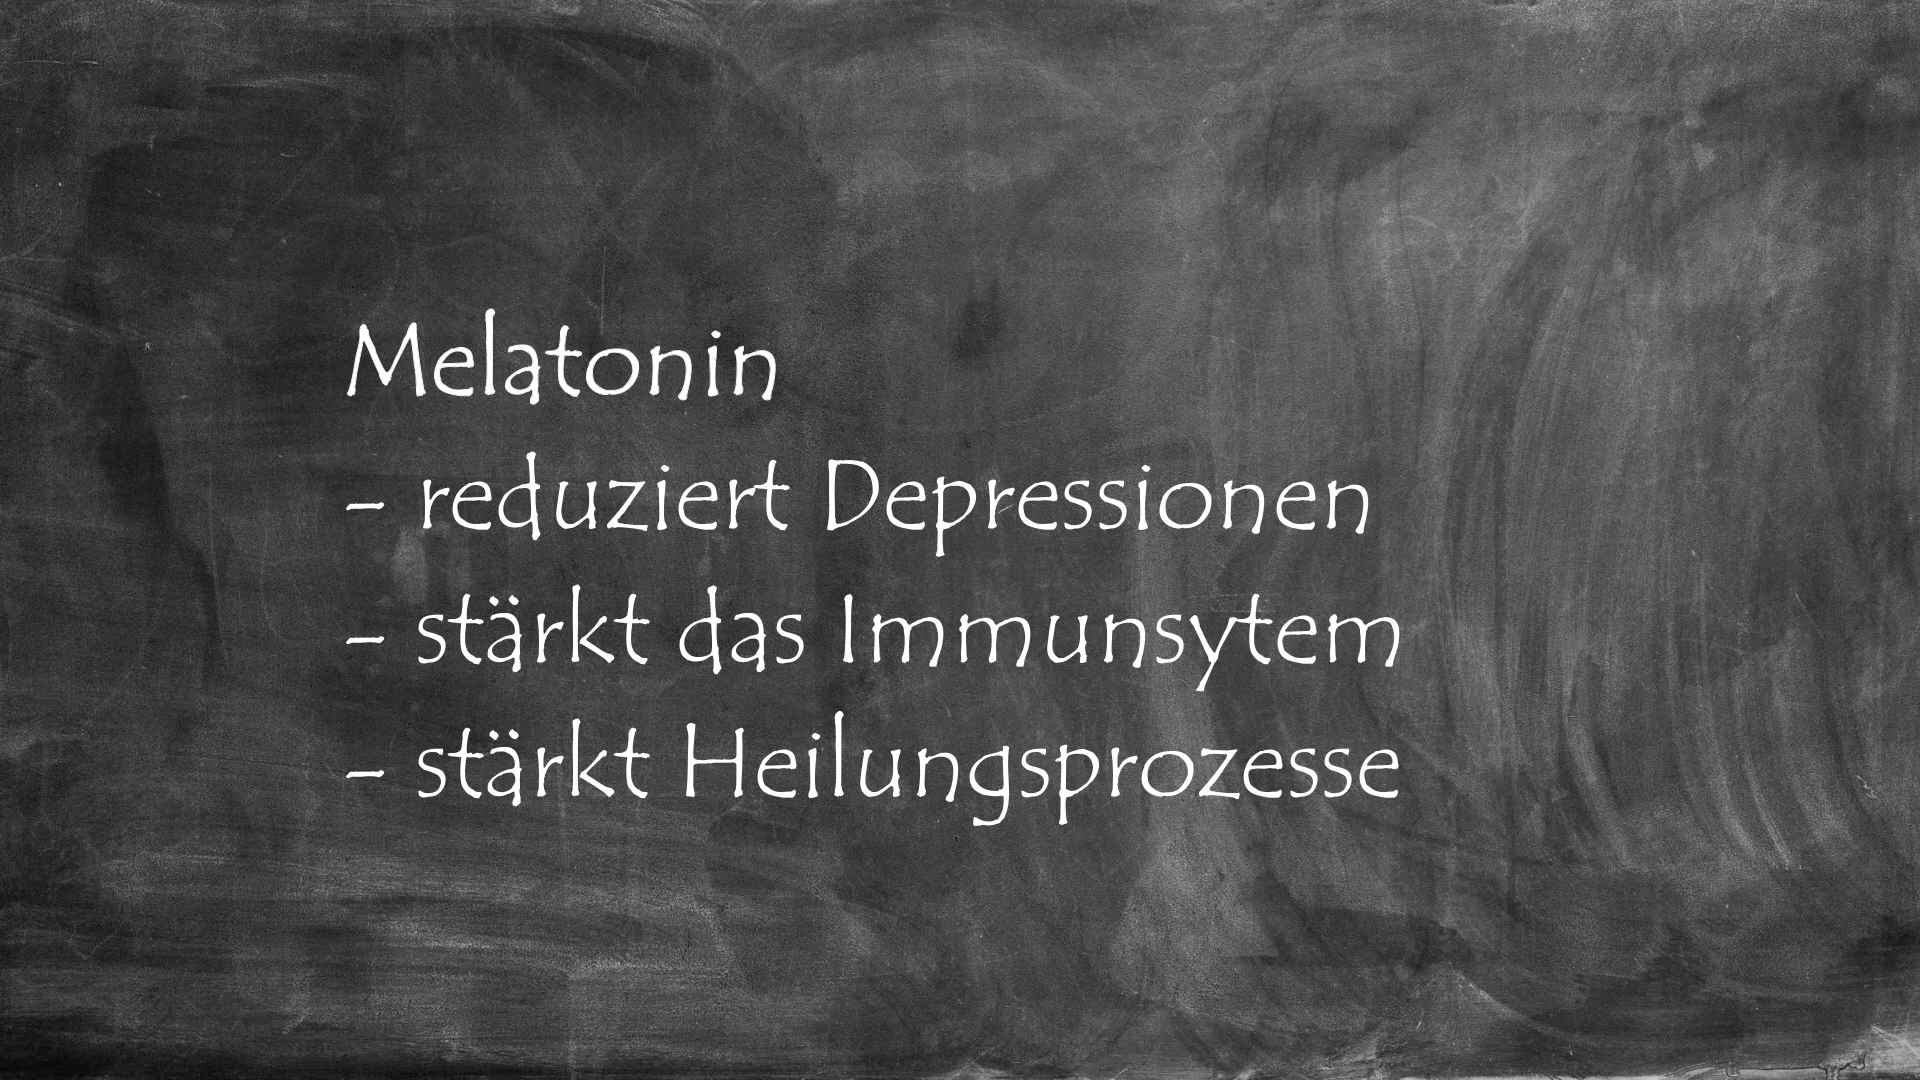 Melatonin
- reduziert Depressionen
- stärkt das Immunsytem
- stärkt Heilungsprozesse